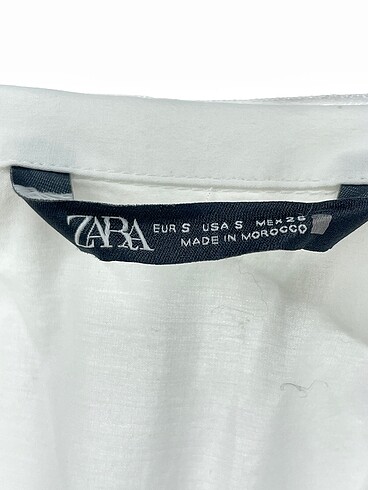 ZARA
EUR S USA S MEX 26
MADE IN MOROCCO